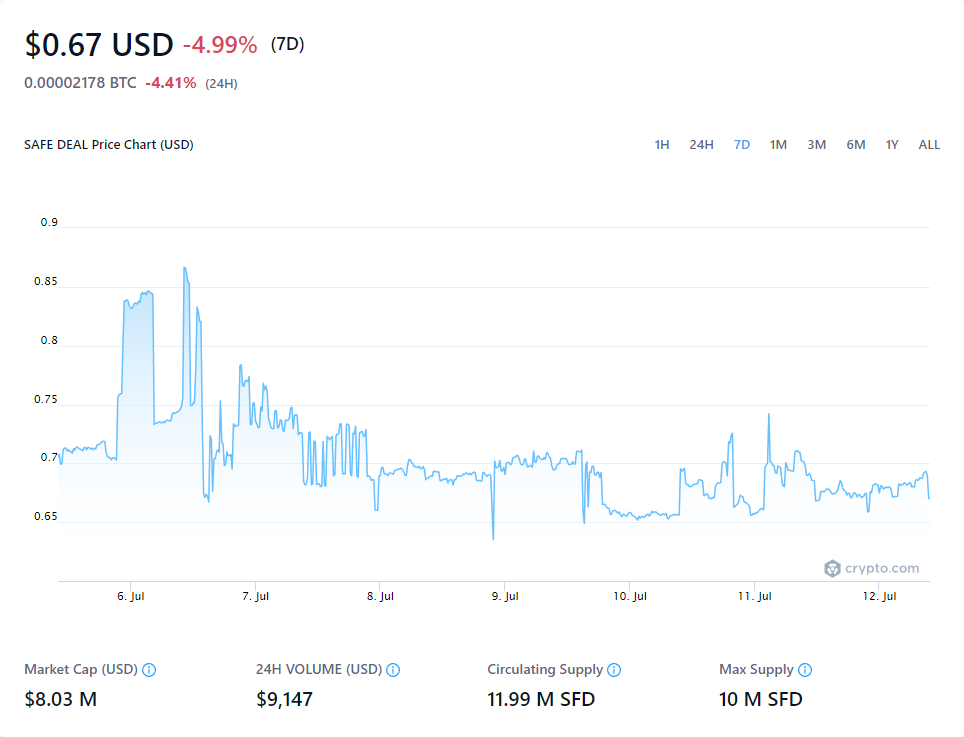 $0.67 USD -4.99% (7D)
0.00002178 BTC -4.41% (24H)
SAFE DEAL Price Chart (USD) 1H 24H 7D 1M 3M 6M 1Y ALL
0.9
0.85
0.8
0.75
0.7
0.65
crypto.com
6. Jul 7. Jul 8. Jul 9. Jul 10. Jul 11. Jul 12. Jul
Market Cap (USD) 24H VOLUME (USD) Circulating Supply Max Supply
$8.03 M $9,147 11.99 M SFD 10 M SFD